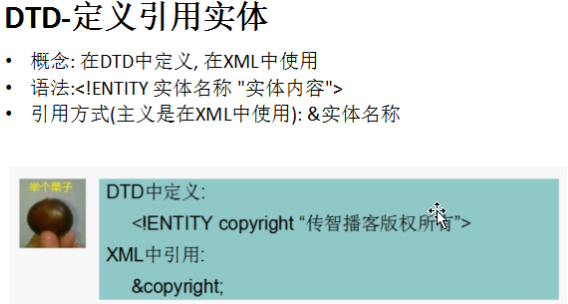 DTD-定义引用实体
• 概念: 在DTD中定义, 在XML中使用
• 语法:<!ENTITY 实体名称 "实体内容">
• 引用方式(主义是在XML中使用): &实体名称
举个栗子
DTD中定义:
<!ENTITY copyright “传智播客版权所有”>
XML中引用:
&copyright;